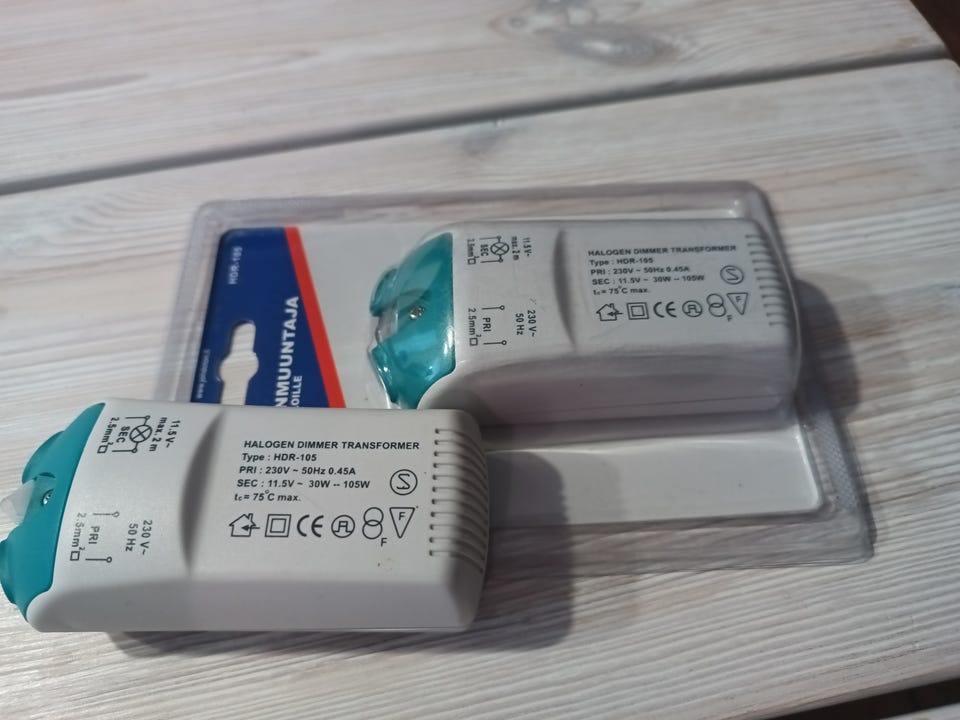 HDR-105
NMUUNTAJA
OILLE
11.5V~
max. 2 m
SEC
2.5mm²
230 V~
50 Hz
PRI
2.5mm²
HALOGEN DIMMER TRANSFORMER
Type : HDR-105
PRI : 230V ~ 50Hz 0.45A
SEC : 11.5V ~ 30W -- 105W
tc = 75°C max.
S
CE
R
F
F
11.5V~
max. 2 m
SEC
2.5mm²
230 V~
50 Hz
PRI
2.5mm²
HALOGEN DIMMER TRANSFORMER
Type : HDR-105
PRI : 230V ~ 50Hz 0.45A
SEC : 11.5V ~ 30W -- 105W
tc = 75°C max.
S
CE
R
F
F